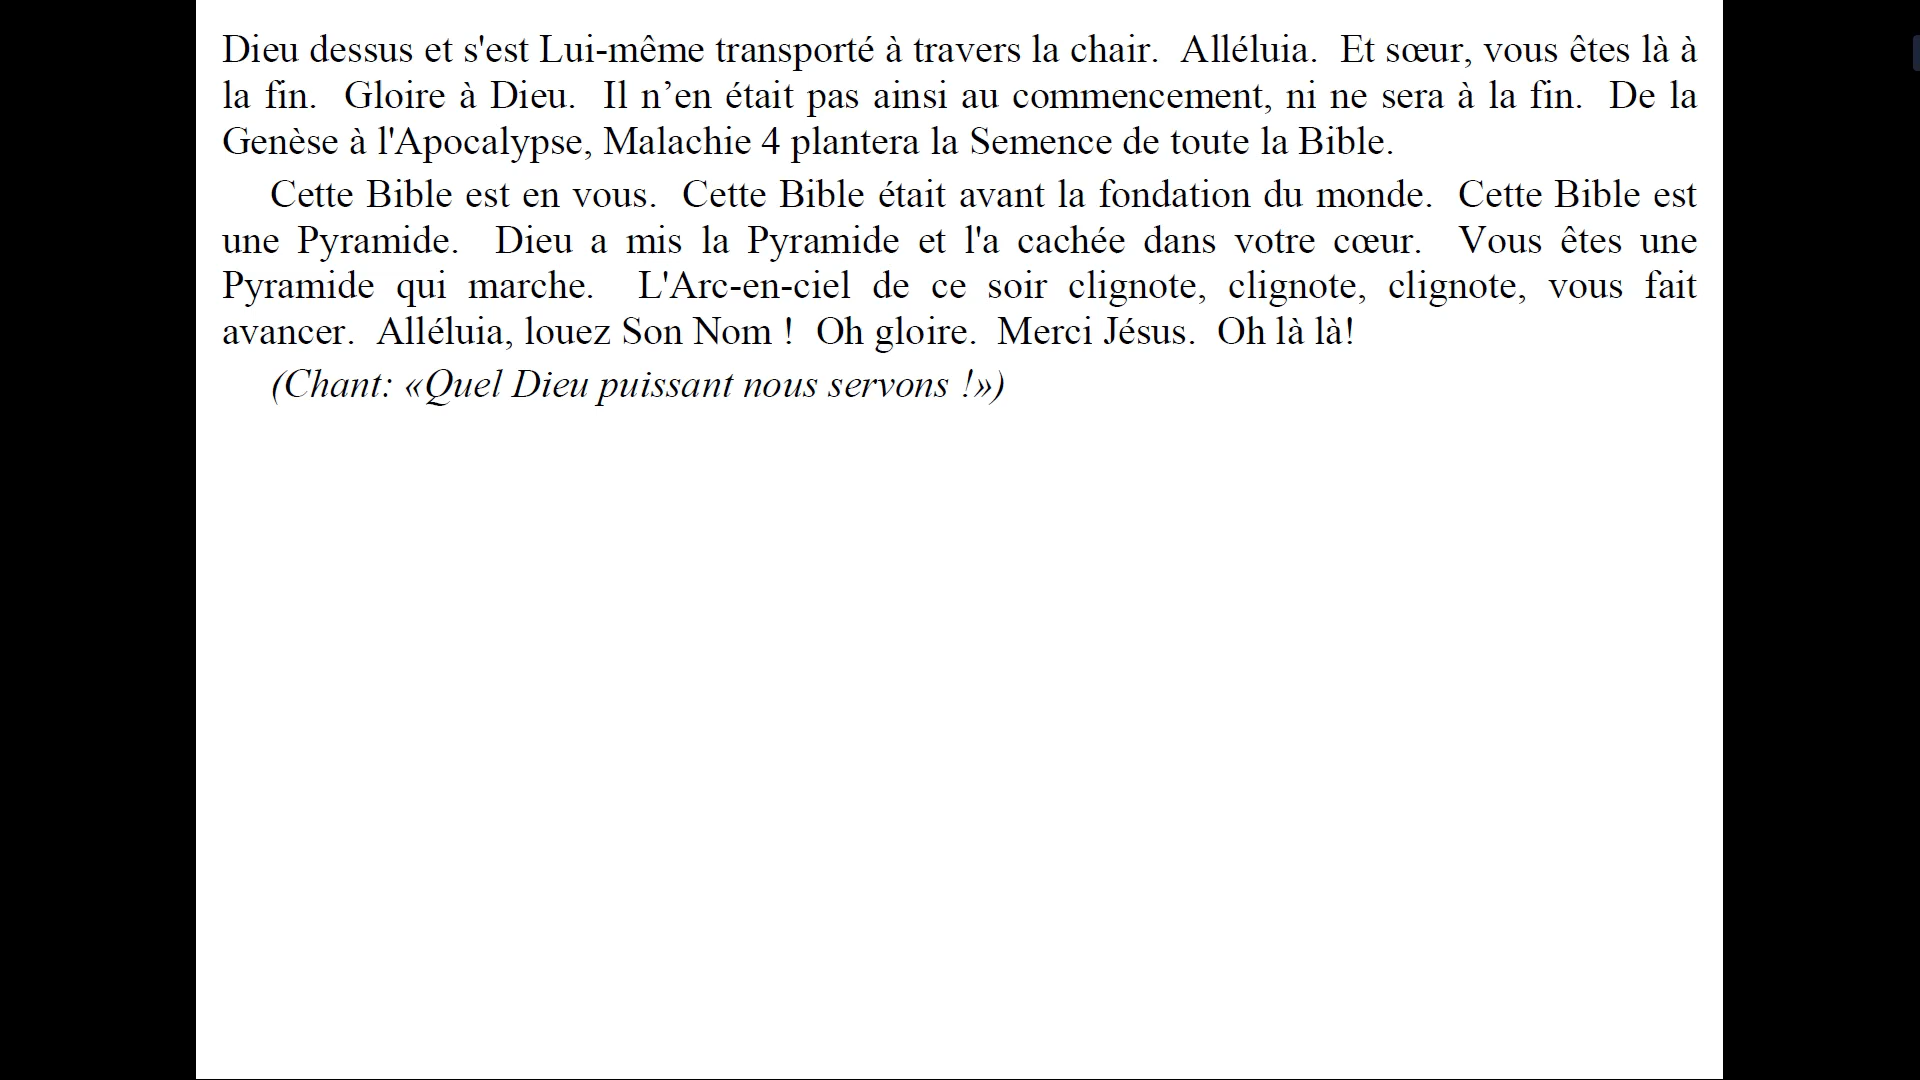 Dieu dessus et s'est Lui-même transporté à travers la chair.  Alléluia.  Et sœur, vous êtes là à
la fin.  Gloire à Dieu.  Il n’en était pas ainsi au commencement, ni ne sera à la fin.  De la
Genèse à l'Apocalypse, Malachie 4 plantera la Semence de toute la Bible.
Cette Bible est en vous.  Cette Bible était avant la fondation du monde.  Cette Bible est
une Pyramide.  Dieu a mis la Pyramide et l'a cachée dans votre cœur.  Vous êtes une
Pyramide qui marche.  L'Arc-en-ciel de ce soir clignote, clignote, clignote, vous fait
avancer.  Alléluia, louez Son Nom !  Oh gloire.  Merci Jésus.  Oh là là!
(Chant: «Quel Dieu puissant nous servons !»)